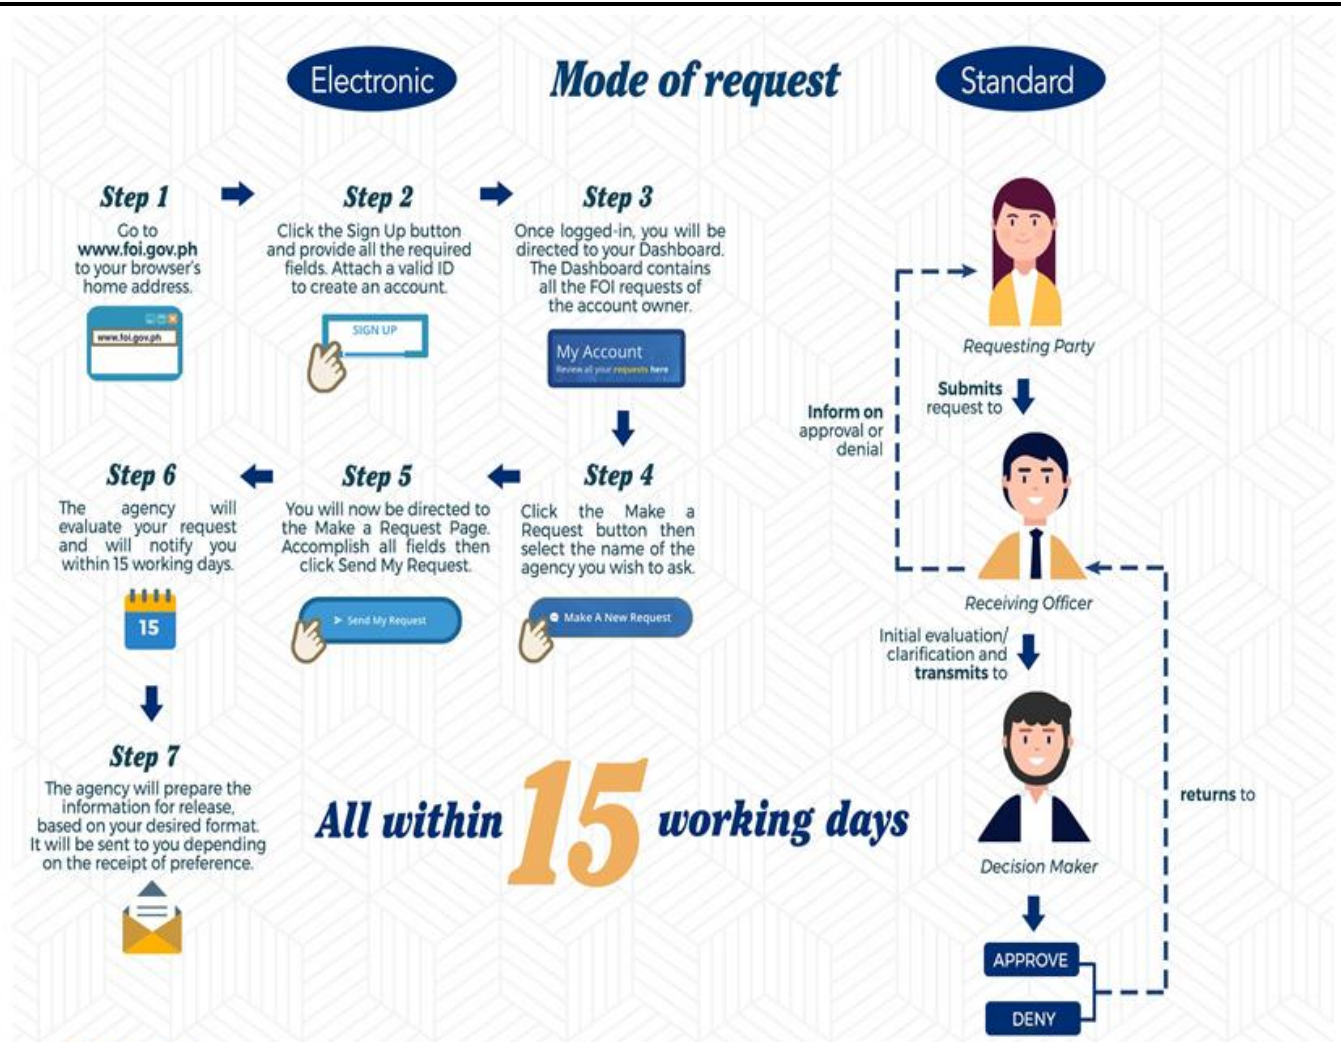 Electronic
Mode of request
Standard
Step 1
Go to
www.foi.gov.ph
to your browser's
home address.
www.foi.gov.ph
Step 2
Click the Sign Up button
and provide all the required
fields. Attach a valid ID
to create an account.
SIGN UP
Step 3
Once logged-in, you will be
directed to your Dashboard.
The Dashboard contains
all the FOI requests of
the account owner.
My Account
Review all your requests here
Step 4
Click the Make a
Request button then
select the name of the
agency you wish to ask.
Make A New Request
Step 5
You will now be directed to
the Make a Request Page.
Accomplish all fields then
click Send My Request.
Send My Request
Step 6
The agency will
evaluate your request
and will notify you
within 15 working days.
15
Step 7
The agency will prepare the
information for release,
based on your desired format.
It will be sent to you depending
on the receipt of preference.
All within 15 working days
Requesting Party
Submits
request to
Inform on
approval or
denial
Receiving Officer
Initial evaluation/
clarification and
transmits to
Decision Maker
returns to
APPROVE
DENY